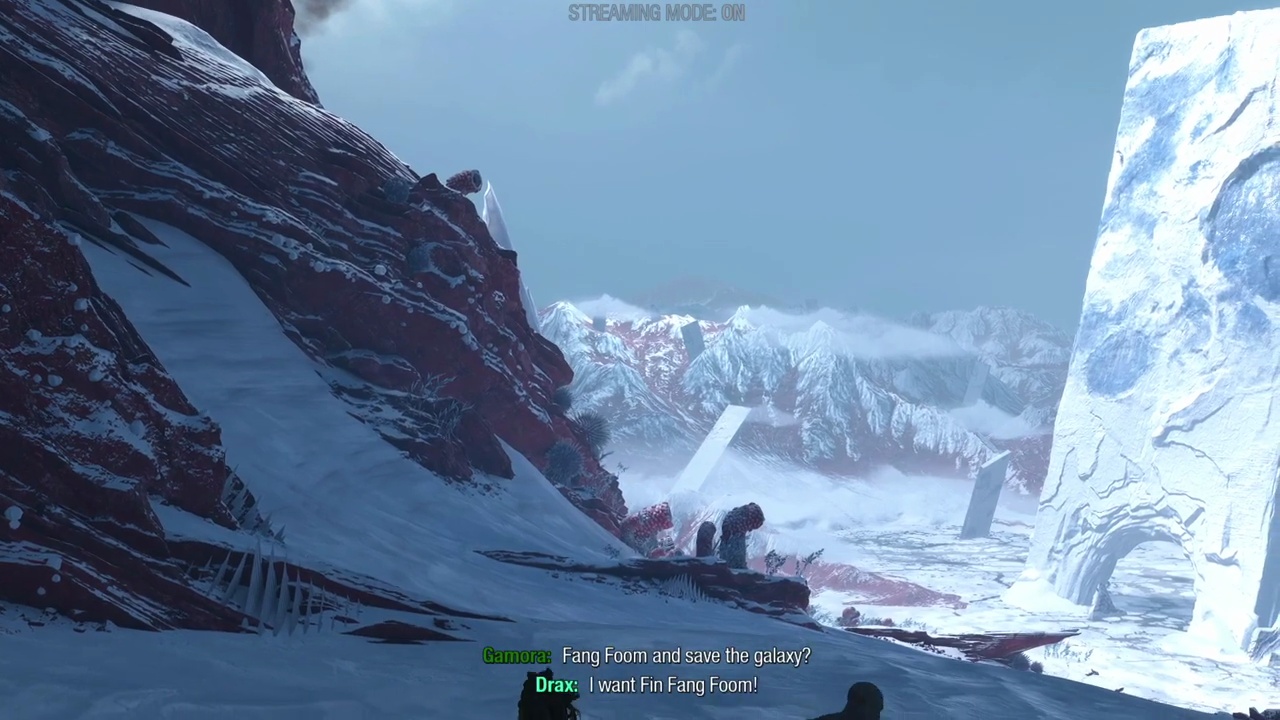 STREAMING MODE: ON
Gamora: Fang Foom and save the galaxy?
Drax: I want Fin Fang Foom!